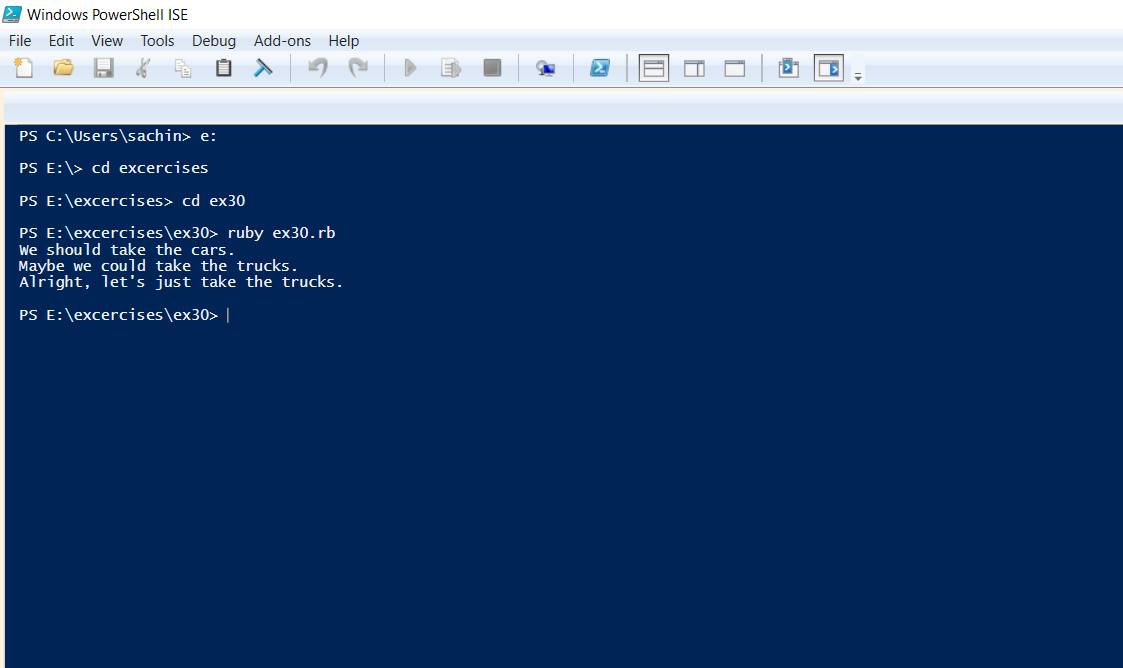 Windows PowerShell ISE
File Edit View Tools Debug Add-ons Help
PS C:\Users\sachin> e:
PS E:\> cd excercises
PS E:\excercises> cd ex30
PS E:\excercises\ex30> ruby ex30.rb
We should take the cars.
Maybe we could take the trucks.
Alright, let's just take the trucks.
PS E:\excercises\ex30>